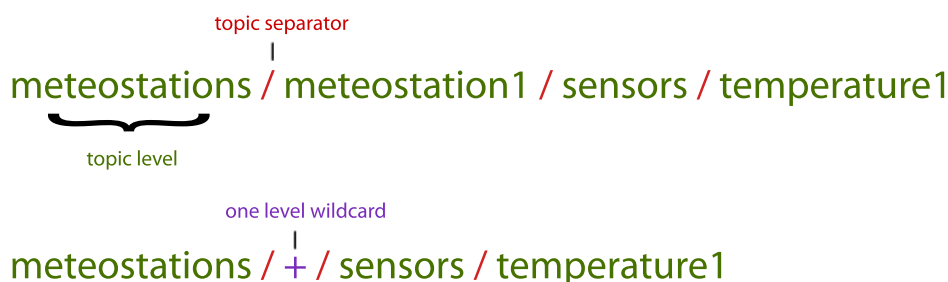 topic separator
meteostations / meteostation1 / sensors / temperature1
topic level
one level wildcard
meteostations / + / sensors / temperature1